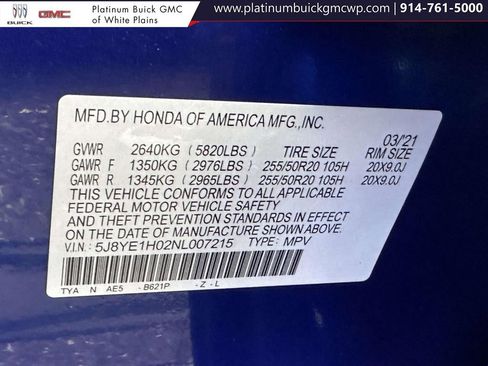 BUICK GMC Platinum Buick GMC of White Plains www.platinumbuickgmcwp.com | 914-761-5000
MFD.BY HONDA OF AMERICA MFG.,INC.
03/'21
GVWR 2640KG (5820LBS) TIRE SIZE RIM SIZE
GAWR F 1350KG (2976LBS) 255/50R20 105H 20X9.0J
GAWR R 1345KG (2965LBS) 255/50R20 105H 20X9.0J
THIS VEHICLE CONFORMS TO ALL APPLICABLE
FEDERAL MOTOR VEHICLE SAFETY
AND THEFT PREVENTION STANDARDS IN EFFECT
ON THE DATE OF MANUFACTURE SHOWN ABOVE.
V.I.N: 5J8YE1H02NL007215 TYPE: MPV
TYA N AE5 - B621P - Z - L